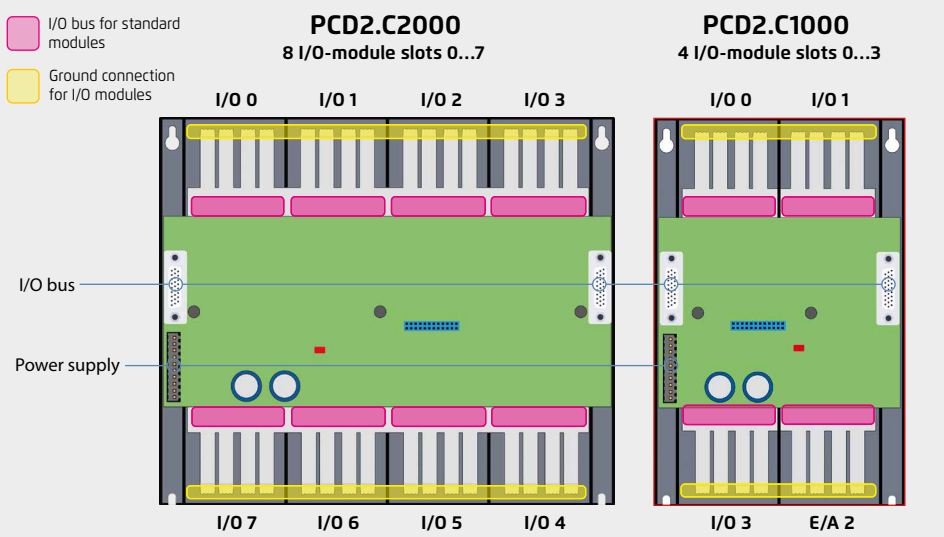 I/O bus for standard
modules
Ground connection
for I/O modules
PCD2.C2000
8 I/O-module slots 0...7
PCD2.C1000
4 I/O-module slots 0...3
I/O 0
I/O 1
I/O 2
I/O 3
I/O 0
I/O 1
I/O bus
Power supply
I/O 7
I/O 6
I/O 5
I/O 4
I/O 3
E/A 2